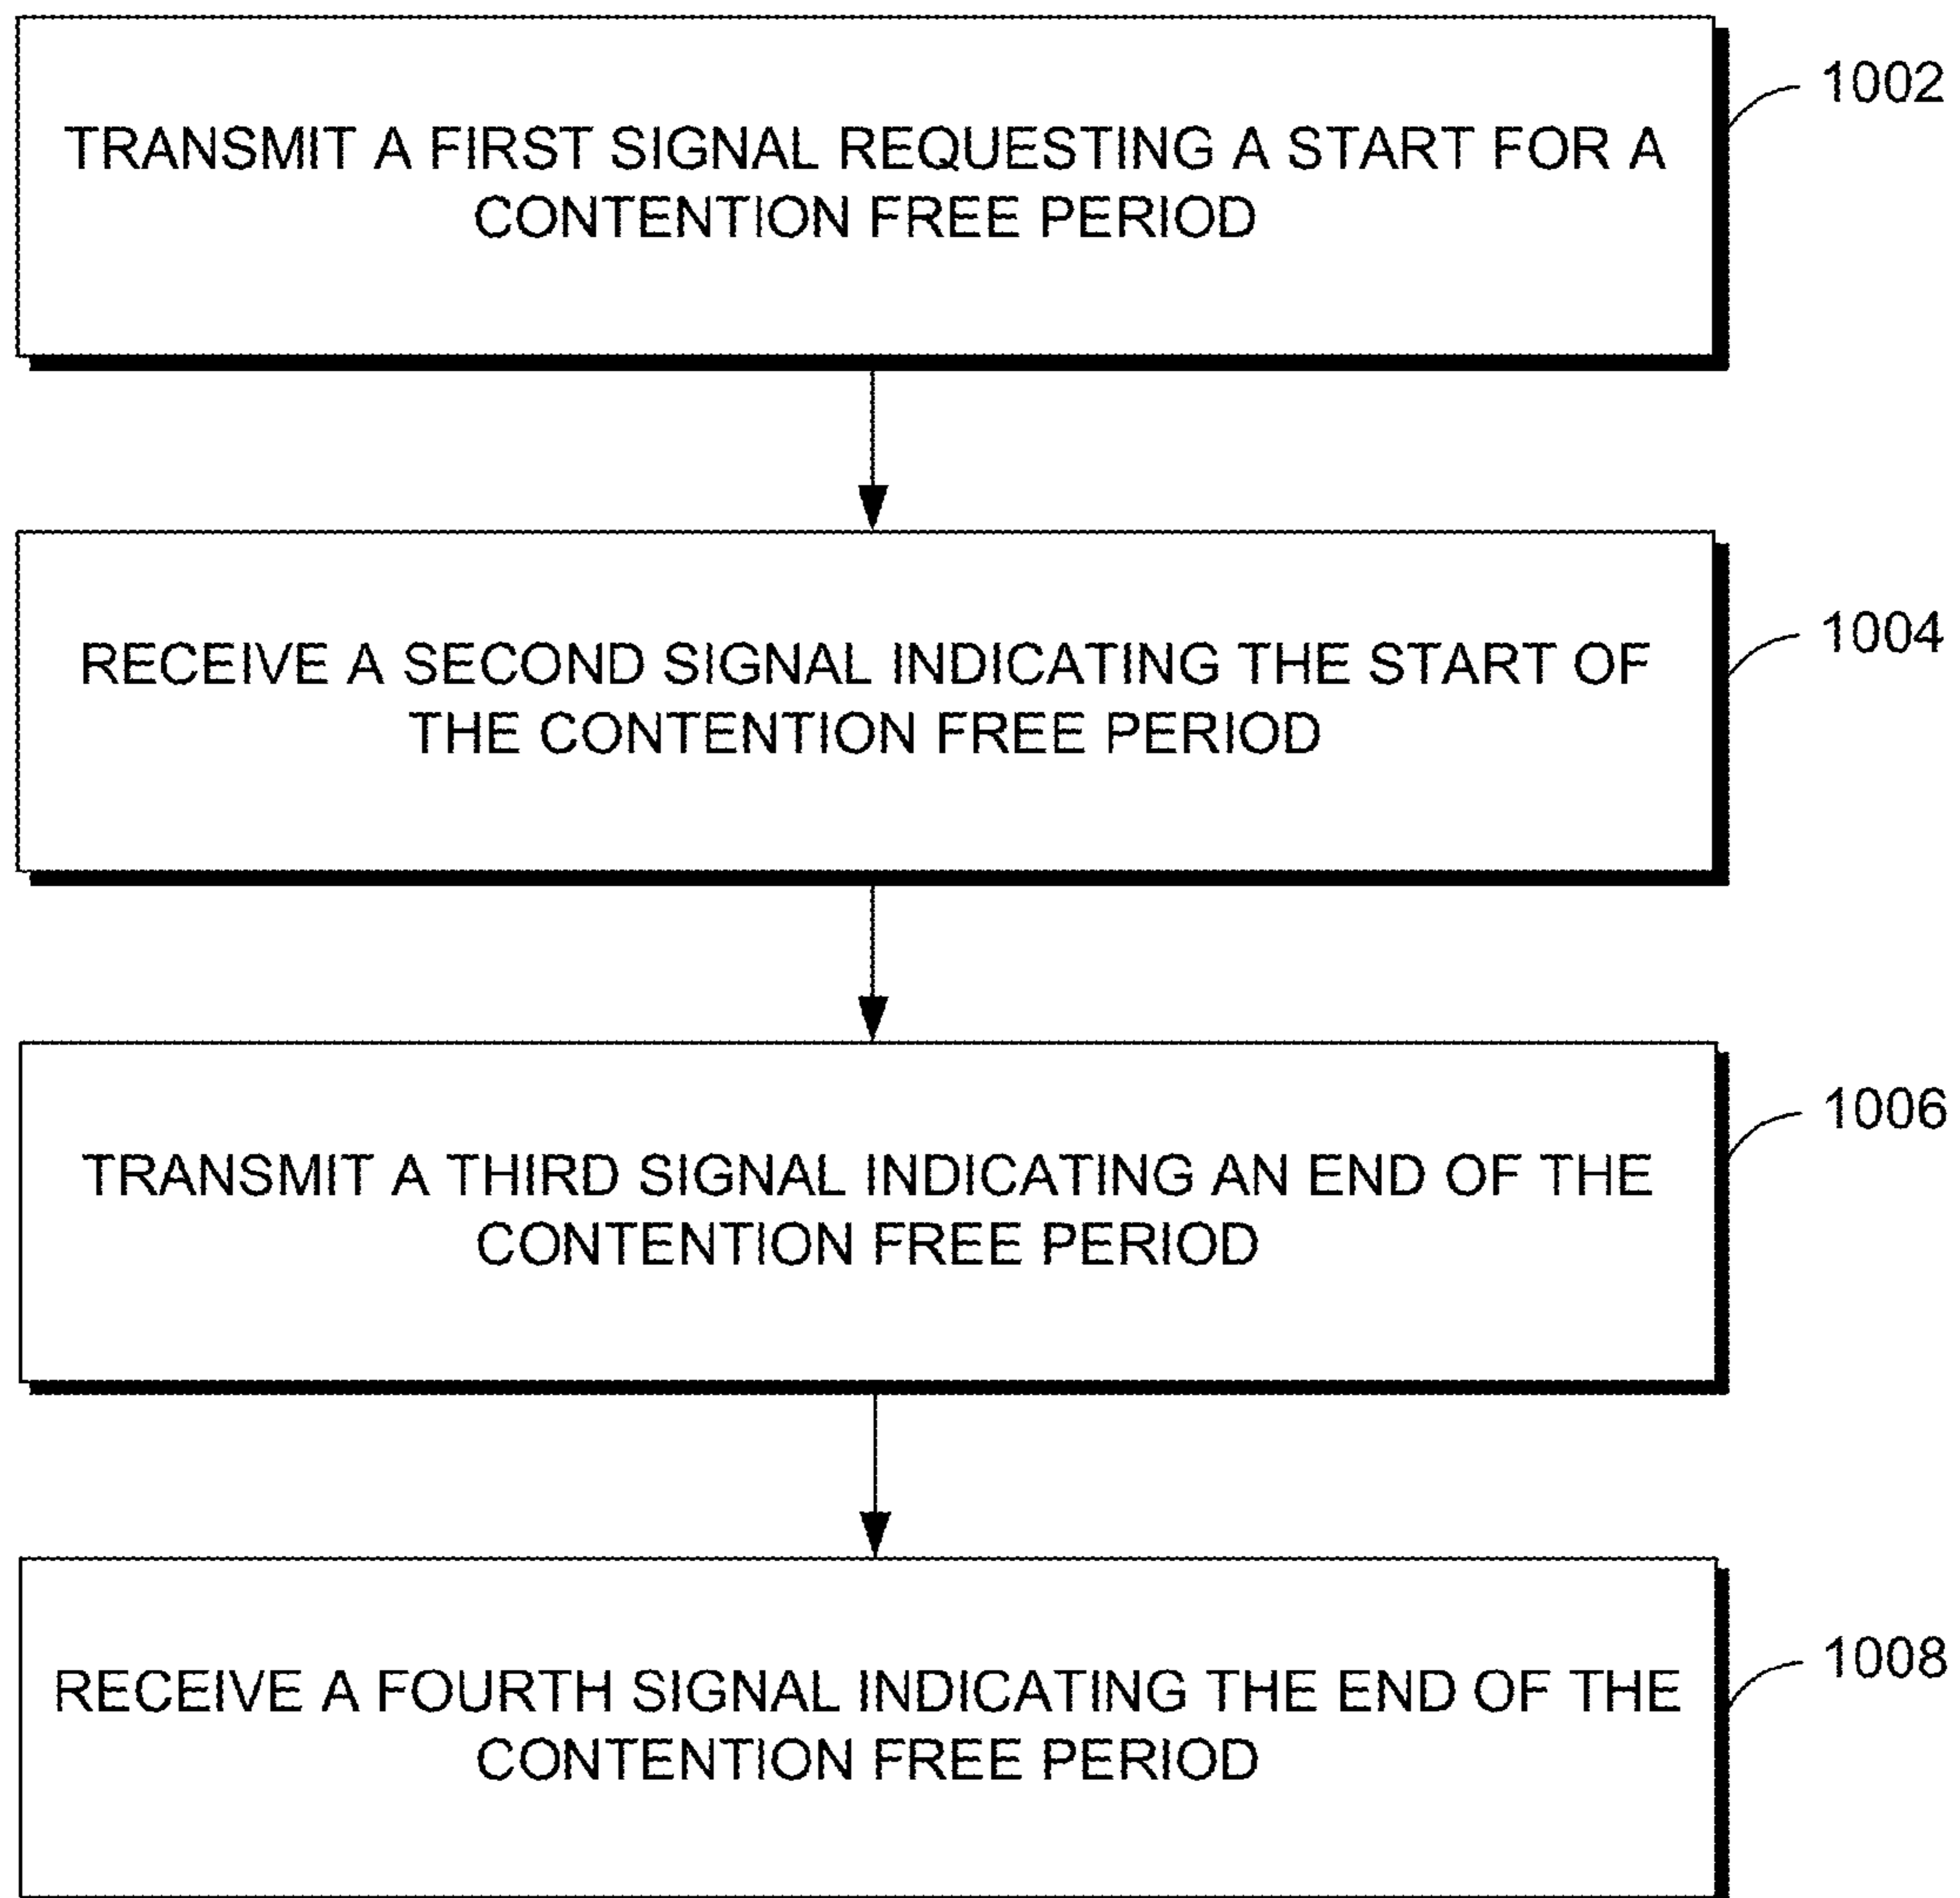 1002
TRANSMIT A FIRST SIGNAL REQUESTING A START FOR A
CONTENTION FREE PERIOD
1004
RECEIVE A SECOND SIGNAL INDICATING THE START OF
THE CONTENTION FREE PERIOD
1006
TRANSMIT A THIRD SIGNAL INDICATING AN END OF THE
CONTENTION FREE PERIOD
1008
RECEIVE A FOURTH SIGNAL INDICATING THE END OF THE
CONTENTION FREE PERIOD